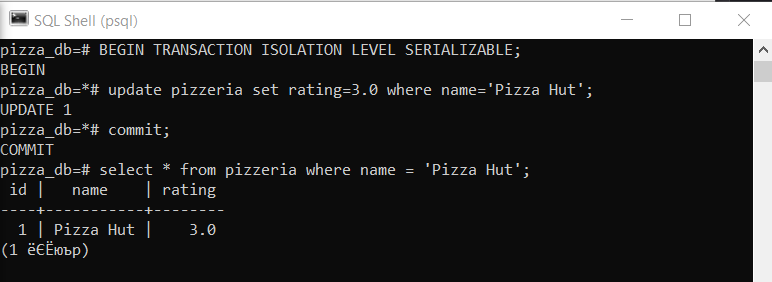 SQL Shell (psql)
pizza_db=# BEGIN TRANSACTION ISOLATION LEVEL SERIALIZABLE;
BEGIN
pizza_db=*# update pizzeria set rating=3.0 where name='Pizza Hut';
UPDATE 1
pizza_db=*# commit;
COMMIT
pizza_db=# select * from pizzeria where name = 'Pizza Hut';
 id |   name    | rating
----+-----------+--------
  1 | Pizza Hut |    3.0
(1 ёЄЁюър)